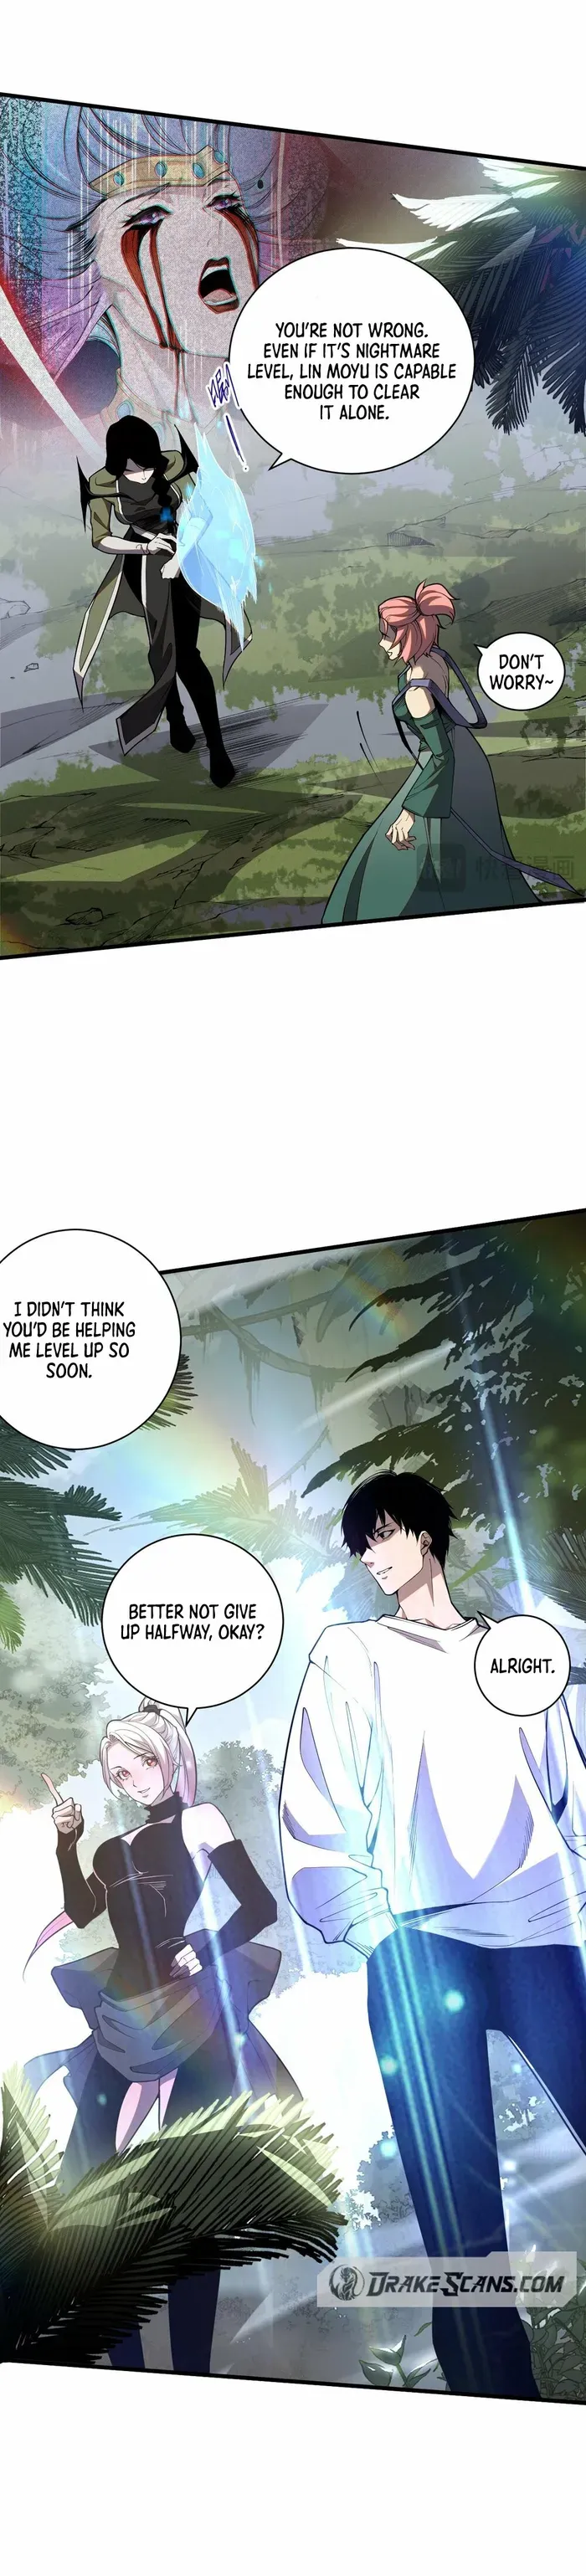 YOU'RE NOT WRONG.
EVEN IF IT'S NIGHTMARE
LEVEL, LIN MOYU IS CAPABLE
ENOUGH TO CLEAR
IT ALONE.
DON'T
WORRY~
I DIDN'T THINK
YOU'D BE HELPING
ME LEVEL UP SO
SOON.
BETTER NOT GIVE
UP HALFWAY, OKAY?
ALRIGHT.
DRAKESCANS.COM